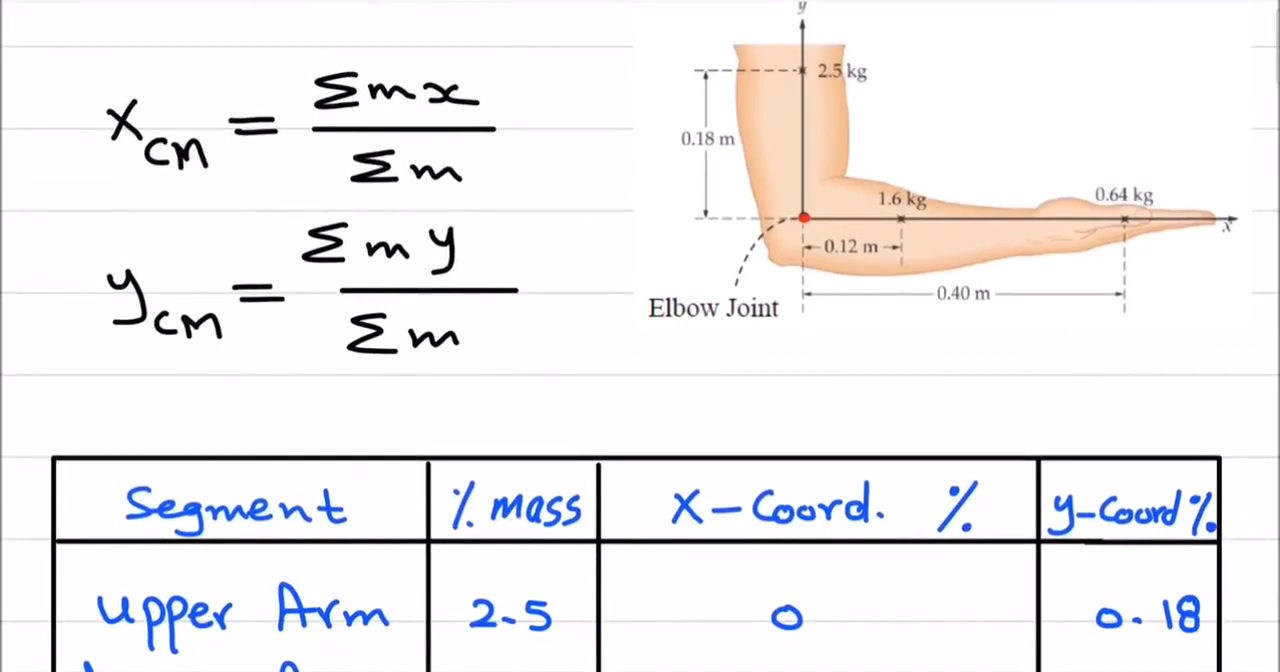 X_CM = Σmx / Σm
y_CM = Σmy / Σm
y
2.5 kg
0.18 m
1.6 kg
0.64 kg
x
0.12 m
0.40 m
Elbow Joint
Segment % mass X-Coord. % y-Coord %
Upper Arm 2.5 0 0.18